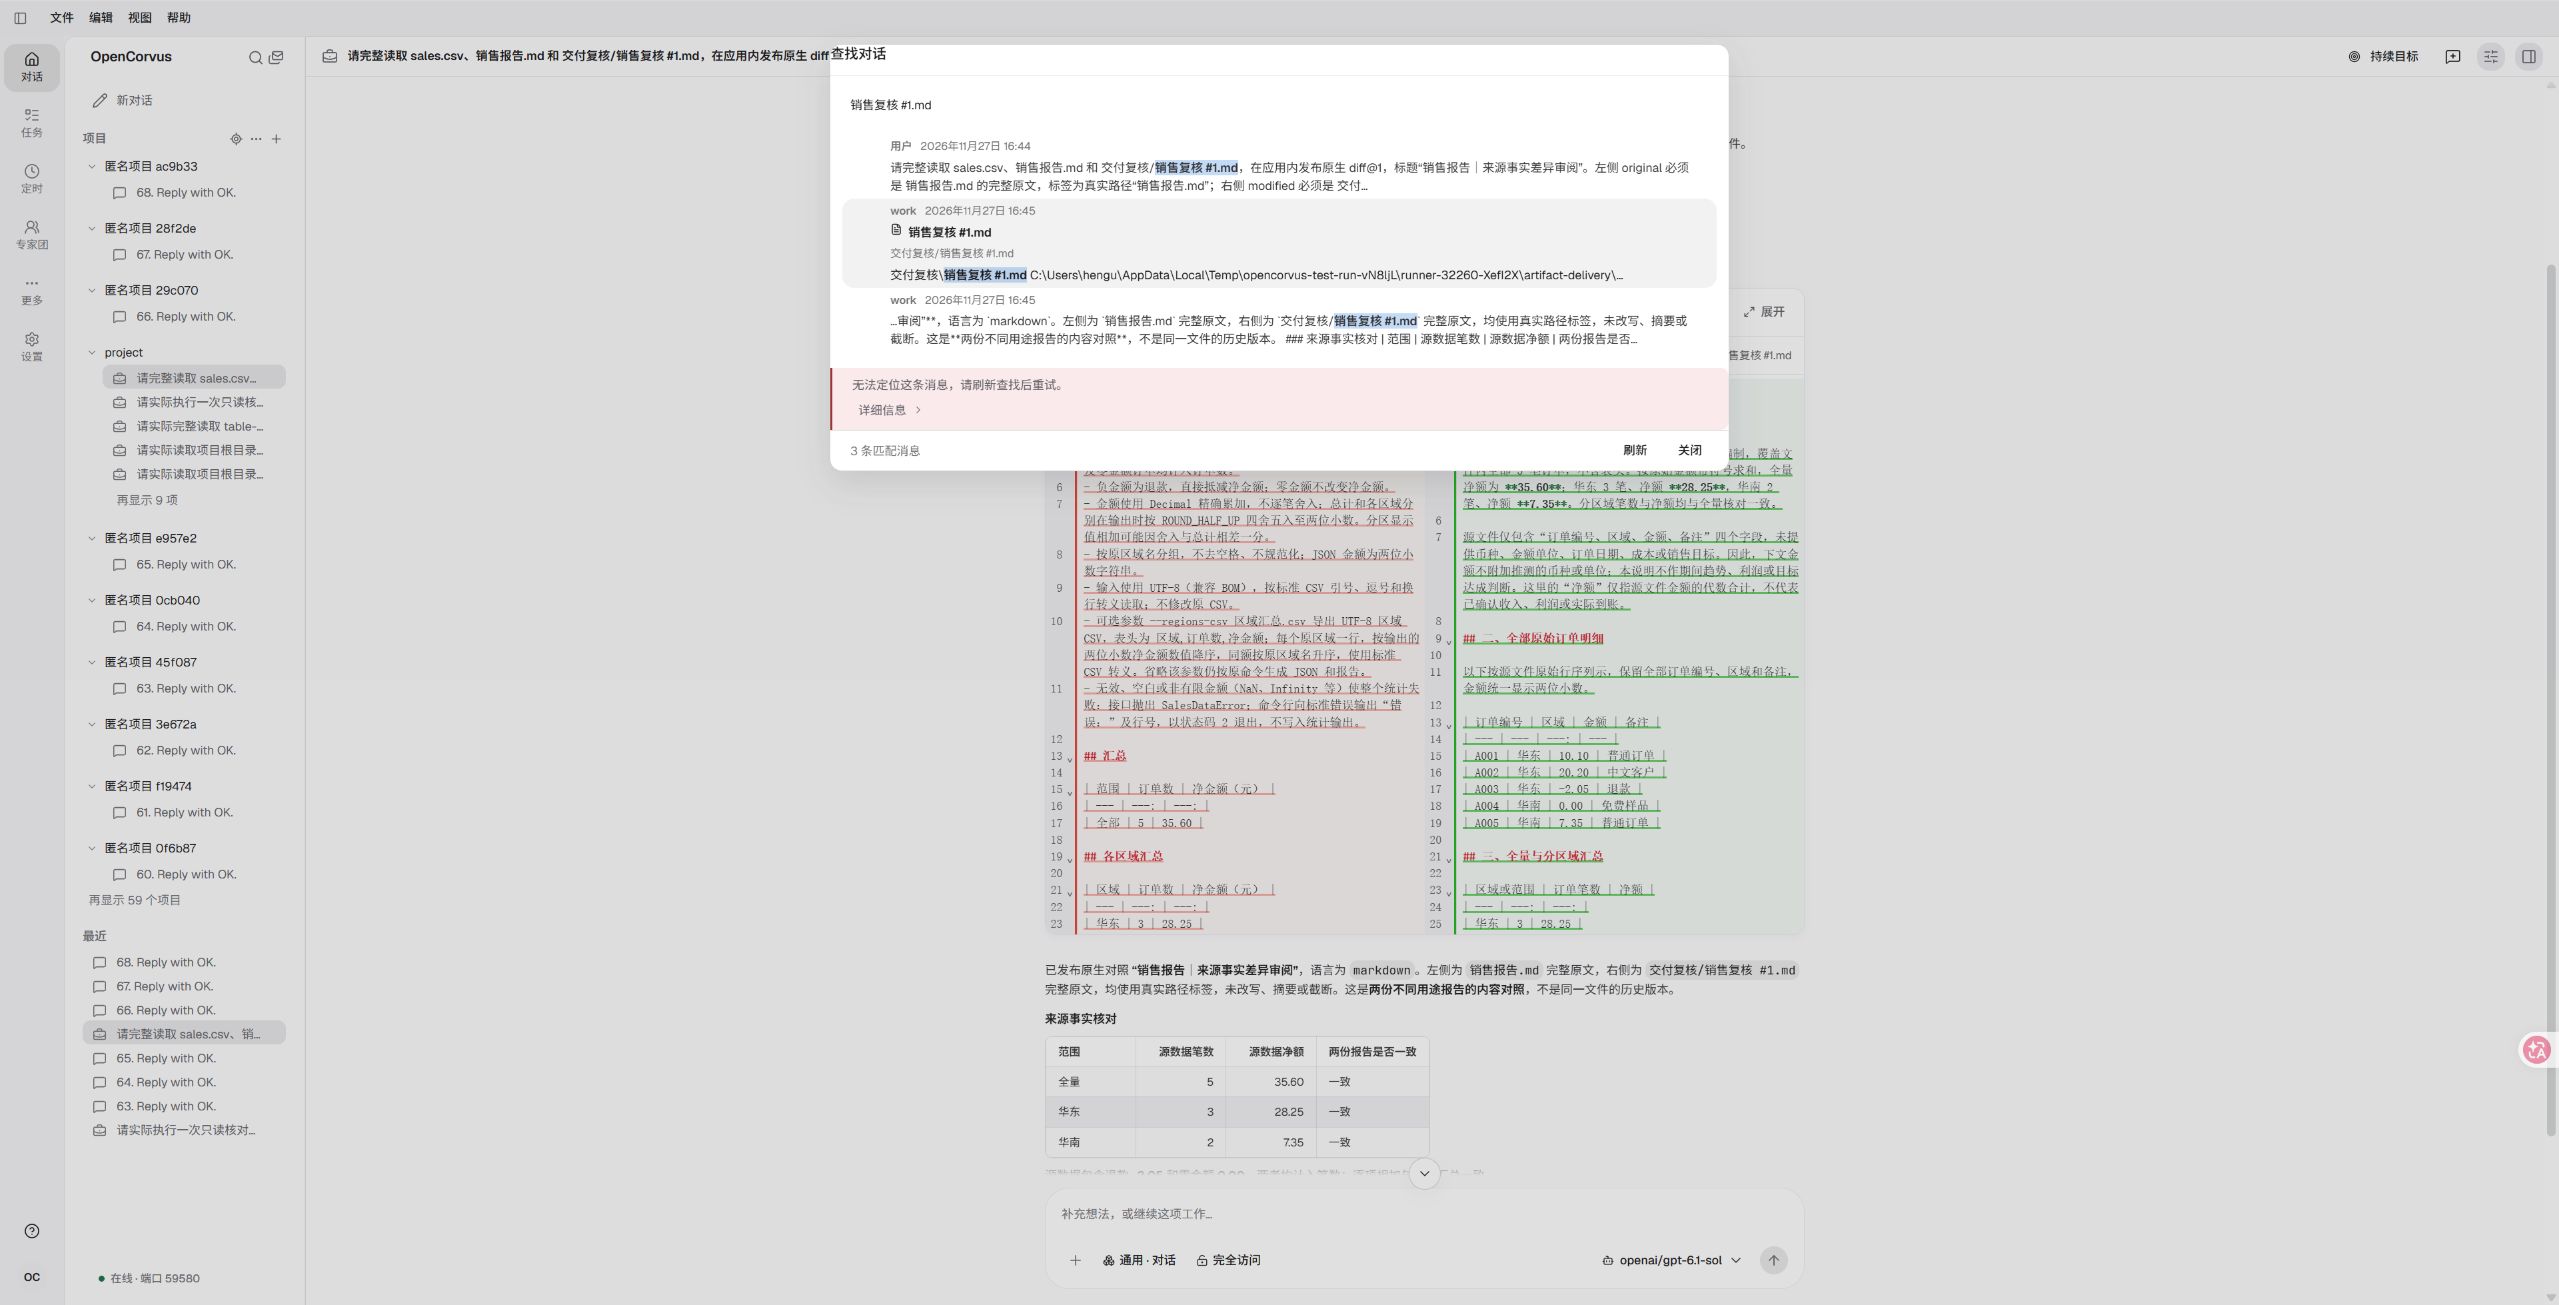 文件 编辑 视图 帮助
对话
任务
定时
专家团
更多
设置
OC
OpenCorvus
新对话
项目
匿名项目 ac9b33
68. Reply with OK.
匿名项目 28f2de
67. Reply with OK.
匿名项目 29c070
66. Reply with OK.
project
请完整读取 sales.csv...
请实际执行一次只读核...
请实际完整读取 table-...
请实际读取项目根目录...
请实际读取项目根目录...
再显示 9 项
匿名项目 e957e2
65. Reply with OK.
匿名项目 0cb040
64. Reply with OK.
匿名项目 45f087
63. Reply with OK.
匿名项目 3e672a
62. Reply with OK.
匿名项目 f19474
61. Reply with OK.
匿名项目 0f6b87
60. Reply with OK.
再显示 59 个项目
最近
68. Reply with OK.
67. Reply with OK.
66. Reply with OK.
请完整读取 sales.csv、销...
65. Reply with OK.
64. Reply with OK.
63. Reply with OK.
请实际执行一次只读核对...
在线 · 端口 59580
请完整读取 sales.csv、销售报告.md 和 交付复核/销售复核 #1.md，在应用内发布原生 diff
持续目标
查找对话
销售复核 #1.md
用户 2026年11月27日 16:44
请完整读取 sales.csv、销售报告.md 和 交付复核/销售复核 #1.md，在应用内发布原生 diff@1，标题“销售报告｜来源事实差异审阅”。左侧 original 必须
是 销售报告.md 的完整原文，标签为真实路径“销售报告.md”；右侧 modified 必须是 交付...
work 2026年11月27日 16:45
销售复核 #1.md
交付复核/销售复核 #1.md
交付复核\销售复核 #1.md C:\Users\hengu\AppData\Local\Temp\opencorvus-test-run-vN8ljL\runner-32260-XefI2X\artifact-delivery\...
work 2026年11月27日 16:45
...审阅”**，语言为 `markdown`。左侧为 `销售报告.md` 完整原文，右侧为 `交付复核/销售复核 #1.md` 完整原文，均使用真实路径标签，未改写、摘要或
截断。这是**两份不同用途报告的内容对照**，不是同一文件的历史版本。 ### 来源事实核对 | 范围 | 源数据笔数 | 源数据净额 | 两份报告是否...
无法定位这条消息，请刷新查找后重试。
详细信息
3 条匹配消息
刷新 关闭
件。
展开
售复核 #1.md
6 - 负金额为退款，直接抵减净金额；零金额不改变净金额。
7 - 金额使用 Decimal 精确累加，不逐笔舍入；总计和各区域分
别在输出时按 ROUND_HALF_UP 四舍五入至两位小数。分区显示
值相加可能因舍入与总计相差一分。
8 - 按原区域名分组，不去空格、不规范化；JSON 金额为两位小
数字符串。
9 - 输入使用 UTF-8（兼容 BOM），按标准 CSV 引号、逗号和换
行转义读取；不修改原 CSV。
10 - 可选参数 --regions-csv 区域汇总.csv 导出 UTF-8 区域
CSV，表头为 区域,订单数,净金额；每个原区域一行，按输出的
两位小数净金额数值降序，同额按原区域名升序，使用标准
CSV 转义。省略该参数仍按原命令生成 JSON 和报告。
11 - 无效、空白或非有限金额（NaN、Infinity 等）使整个统计失
败：接口抛出 SalesDataError；命令行向标准错误输出“错
误：”及行号，以状态码 2 退出，不写入统计输出。
12
13 ## 汇总
14
15 | 范围 | 订单数 | 净金额（元） |
16 | --- | ---: | ---: |
17 | 全部 | 5 | 35.60 |
18
19 ## 各区域汇总
20
21 | 区域 | 订单数 | 净金额（元） |
22 | --- | ---: | ---: |
23 | 华东 | 3 | 28.25 |
编制，覆盖文
号求和，全量
净额为 **35.60**；华东 3 笔、净额 **28.25**，华南 2
笔、净额 **7.35**。分区域笔数与净额均与全量核对一致。
6
7 源文件仅包含“订单编号、区域、金额、备注”四个字段，未提
供币种、金额单位、订单日期、成本或销售目标。因此，下文金
额不附加推测的币种或单位；本说明不作期间趋势、利润或目标
达成判断。这里的“净额”仅指源文件金额的代数合计，不代表
已确认收入、利润或实际到账。
8
9 ## 二、全部原始订单明细
10
11 以下按源文件原始行序列示，保留全部订单编号、区域和备注，
金额统一显示两位小数。
12
13 | 订单编号 | 区域 | 金额 | 备注 |
14 | --- | --- | ---: | --- |
15 | A001 | 华东 | 10.10 | 普通订单 |
16 | A002 | 华东 | 20.20 | 中文客户 |
17 | A003 | 华东 | -2.05 | 退款 |
18 | A004 | 华南 | 0.00 | 免费样品 |
19 | A005 | 华南 | 7.35 | 普通订单 |
20
21 ## 三、全量与分区域汇总
22
23 | 区域或范围 | 订单笔数 | 净额 |
24 | --- | ---: | ---: |
25 | 华东 | 3 | 28.25 |
已发布原生对照 “销售报告｜来源事实差异审阅”，语言为 markdown 。左侧为 销售报告.md 完整原文，右侧为 交付复核/销售复核 #1.md
完整原文，均使用真实路径标签，未改写、摘要或截断。这是两份不同用途报告的内容对照，不是同一文件的历史版本。
来源事实核对
范围 源数据笔数 源数据净额 两份报告是否一致
全量 5 35.60 一致
华东 3 28.25 一致
华南 2 7.35 一致
补充想法，或继续这项工作...
通用 · 对话 完全访问
openai/gpt-6.1-sol